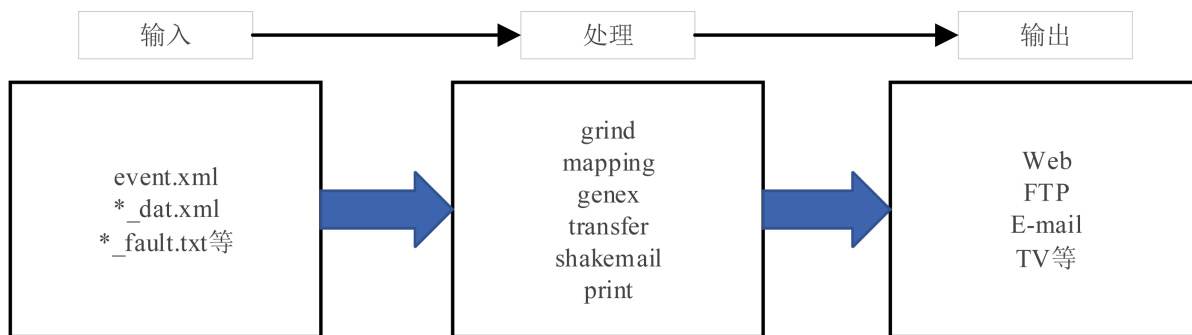 输入
处理
输出
event.xml
*_dat.xml
*_fault.txt等
grind
mapping
genex
transfer
shakemail
print
Web
FTP
E-mail
TV等